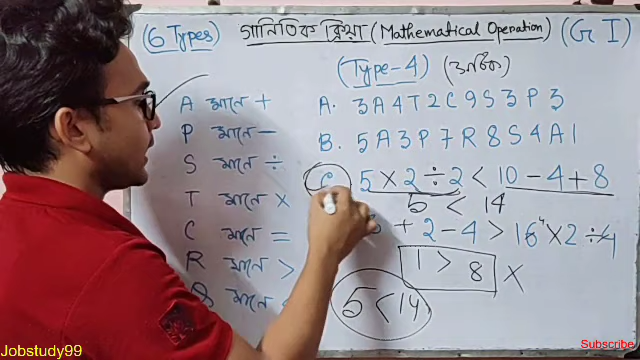 (6 Types) গানিতিক ক্রিয়া (Mathematical Operation) (G I)
(Type-4) (সঠিক)
A মানে +
P মানে −
S মানে ÷
T মানে ×
C মানে =
R মানে >
মানে <
A. 3 A 4 T 2 C 9 S 3 P 3
B. 5 A 3 P 7 R 8 S 4 A 1
C 5 × 2 ÷ 2 < 10 − 4 + 8
5 < 14
+ 2 − 4 > 16 × 2 ÷ 4
1 > 8 ×
5 < 14
Jobstudy99
Subscribe